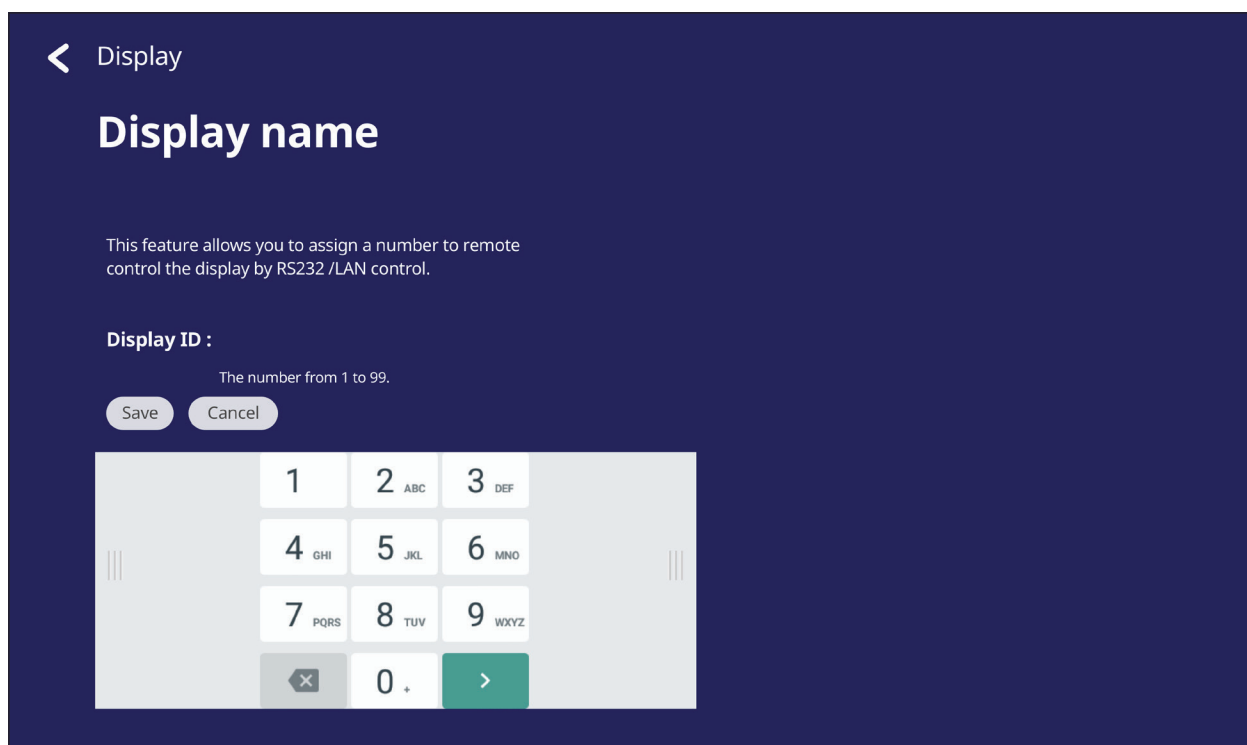 Display
Display name
This feature allows you to assign a number to remote
control the display by RS232 /LAN control.
Display ID :
The number from 1 to 99.
Save Cancel
1 2 ABC 3 DEF
4 GHI 5 JKL 6 MNO
7 PQRS 8 TUV 9 WXYZ
0 +